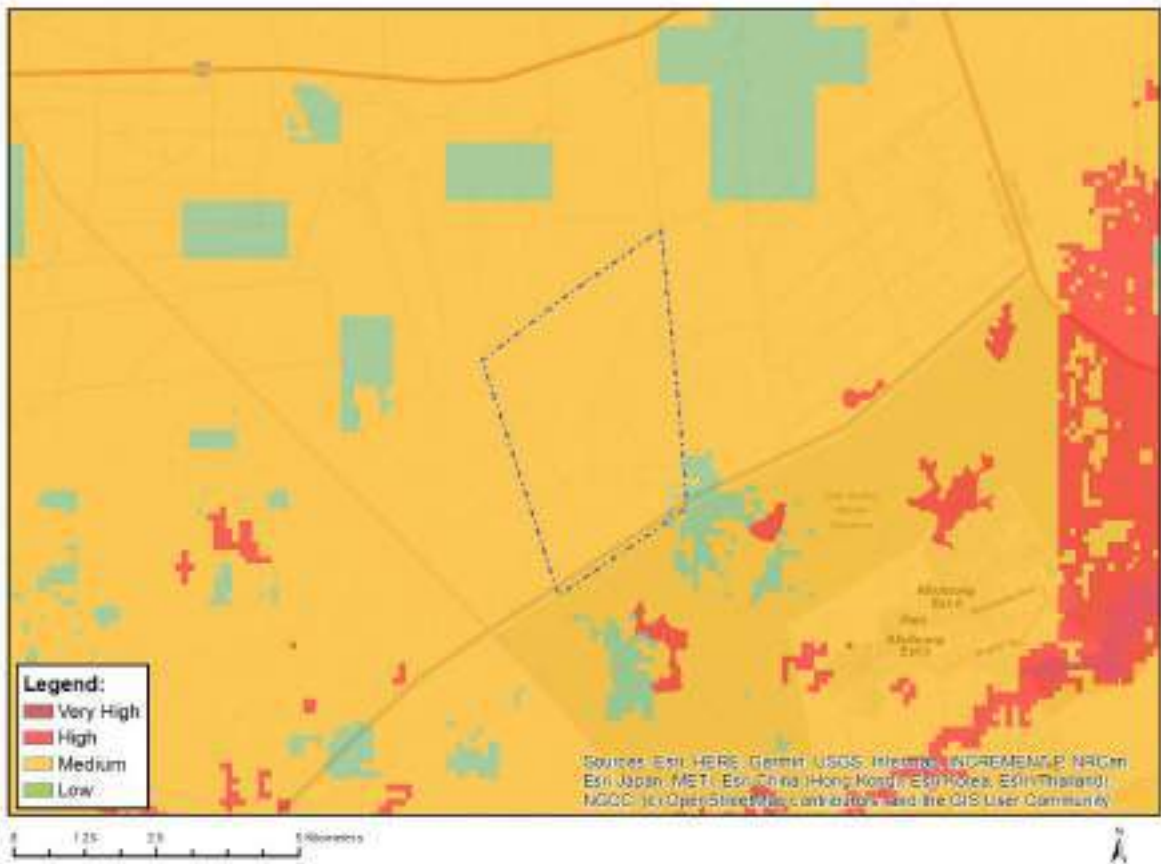 Legend:
Very High
High
Medium
Low
Sources: Esri, HERE, Garmin, USGS, Intermap, INCREMENT P, NRCan,
Esri Japan, METI, Esri China (Hong Kong), Esri Korea, Esri (Thailand),
NGCC, (c) OpenStreetMap contributors, and the GIS User Community
0 1.25 2.5 5 Kilometers
N